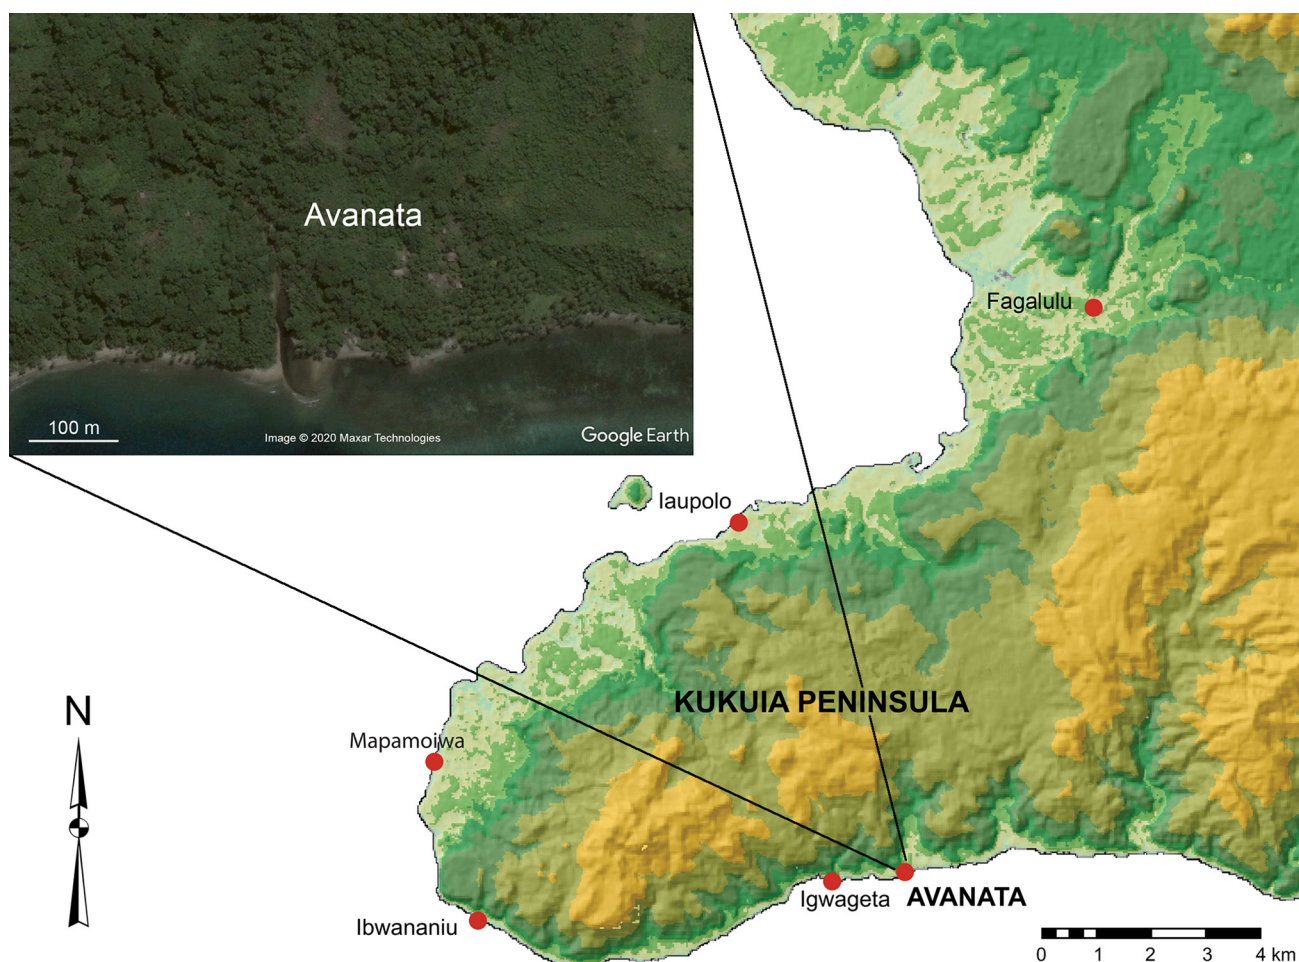 Avanata
100 m
Image © 2020 Maxar Technologies
Google Earth
Fagalulu
Iaupolo
KUKUIA PENINSULA
N
Mapamoiwa
Igwageta
AVANATA
Ibwananiu
0 1 2 3 4 km